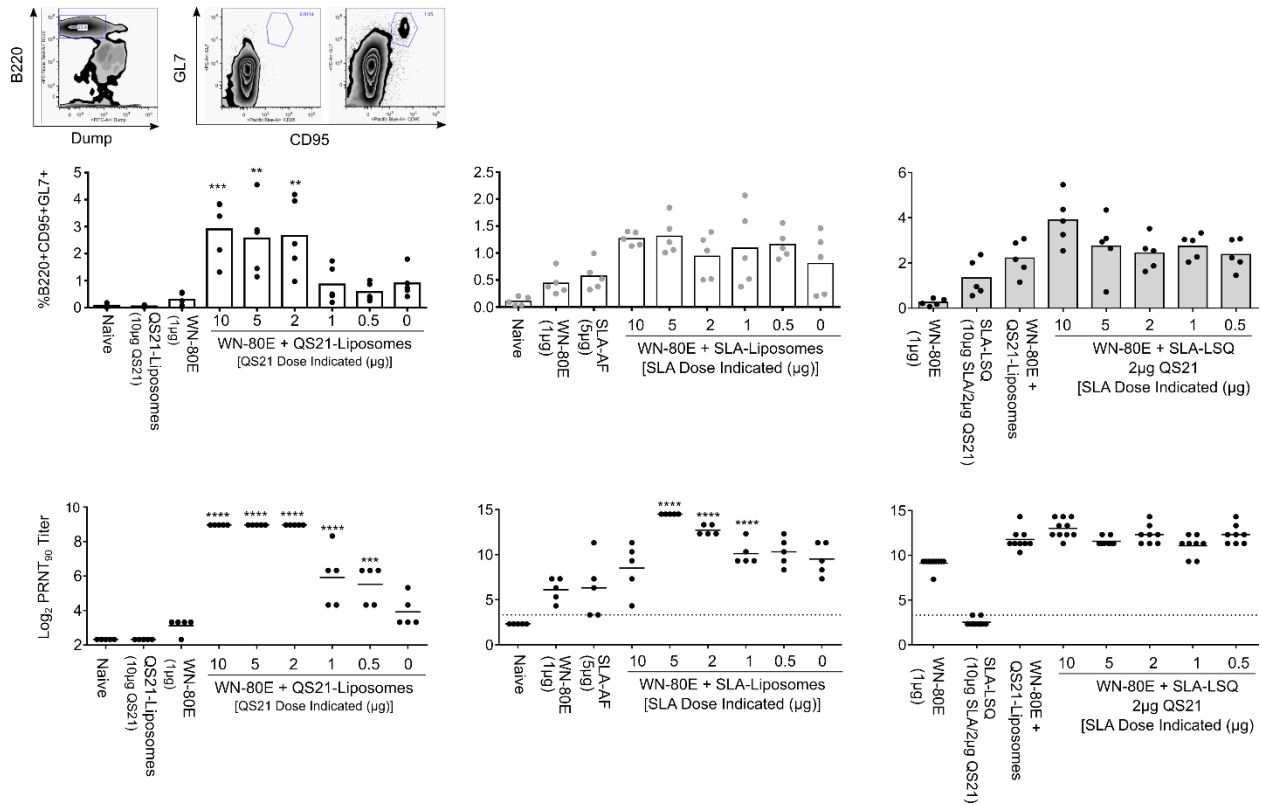 B220
Dump
GL7
0.0114
1.05
CD95
%B220+CD95+GL7+
5
4
3
2
1
0
***
**
**
Naive
QS21-Liposomes
(10µg QS21)
WN-80E
(1µg)
10 5 2 1 0.5 0
WN-80E + QS21-Liposomes
[QS21 Dose Indicated (µg)]
2.5
2.0
1.5
1.0
0.5
0.0
Naive
WN-80E
(1µg)
SLA-AF
(5µg)
10 5 2 1 0.5 0
WN-80E + SLA-Liposomes
[SLA Dose Indicated (µg)]
6
4
2
0
WN-80E
(1µg)
SLA-LSQ
(10µg SLA/2µg QS21)
WN-80E +
QS21-Liposomes
10 5 2 1 0.5
WN-80E + SLA-LSQ
2µg QS21
[SLA Dose Indicated (µg)
Log2 PRNT90 Titer
10
8
6
4
2
**** **** **** **** ***
Naive
QS21-Liposomes
(10µg QS21)
WN-80E
(1µg)
10 5 2 1 0.5 0
WN-80E + QS21-Liposomes
[QS21 Dose Indicated (µg)]
15
10
5
0
**** **** ****
Naive
WN-80E
(1µg)
SLA-AF
(5µg)
10 5 2 1 0.5 0
WN-80E + SLA-Liposomes
[SLA Dose Indicated (µg)]
15
10
5
0
WN-80E
(1µg)
SLA-LSQ
(10µg SLA/2µg QS21)
WN-80E +
QS21-Liposomes
10 5 2 1 0.5
WN-80E + SLA-LSQ
2µg QS21
[SLA Dose Indicated (µg)